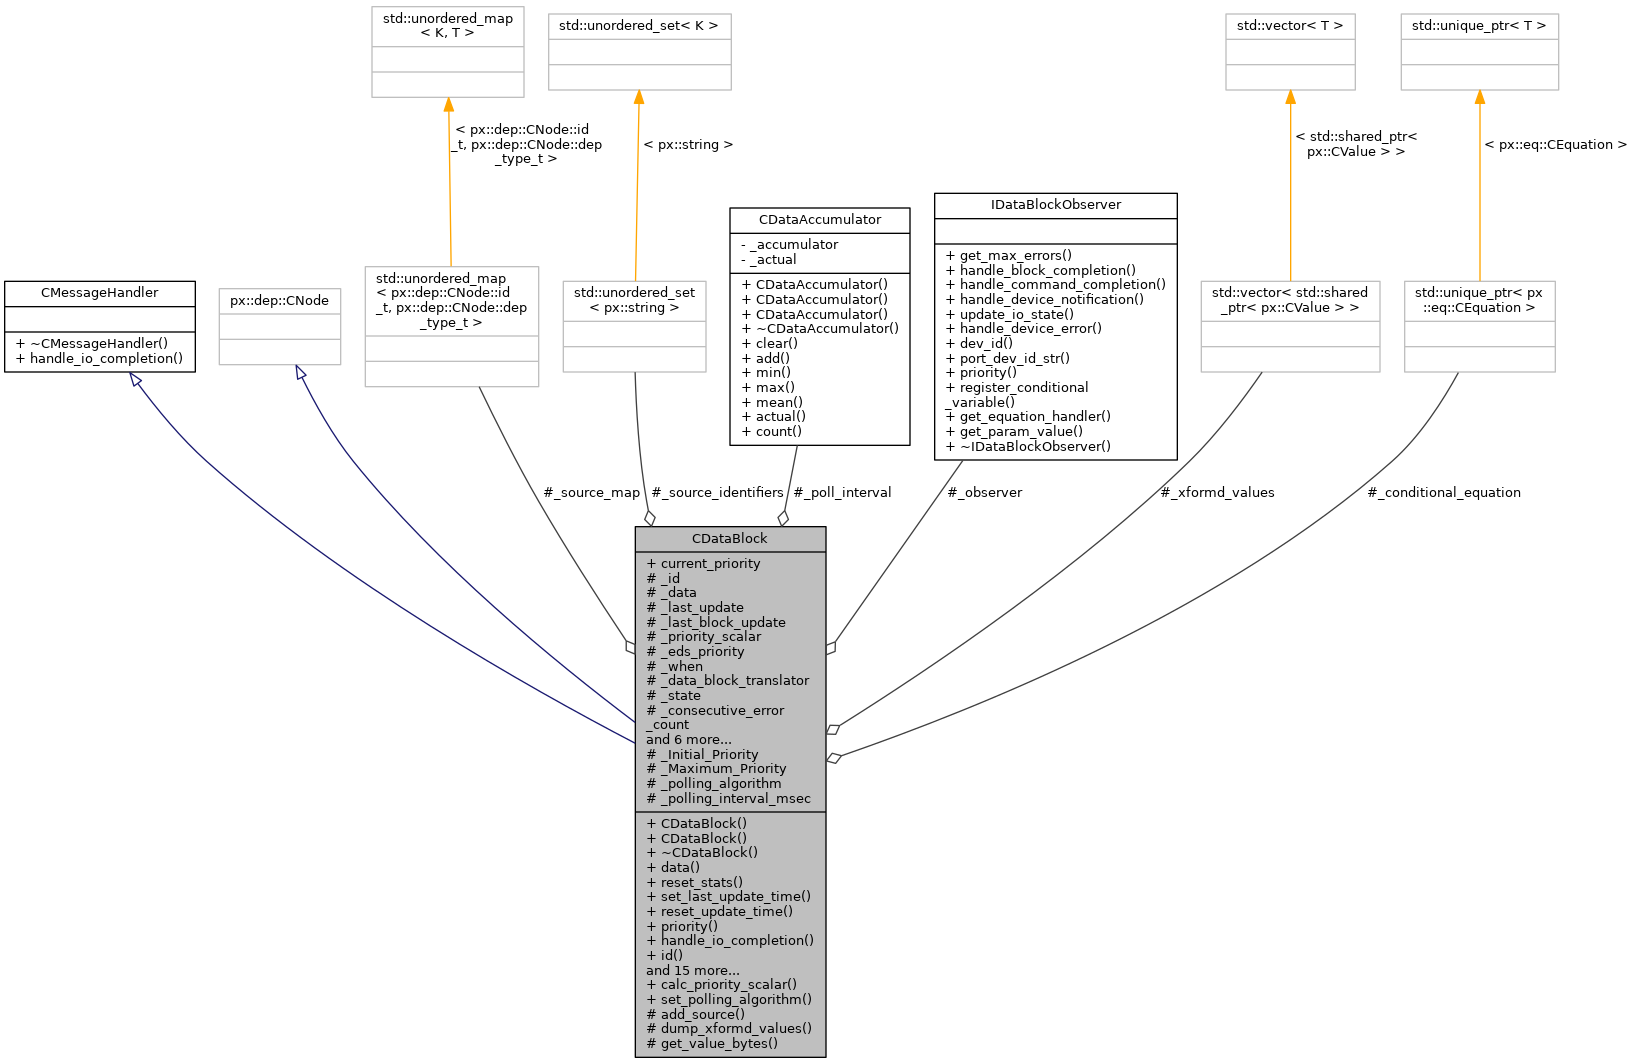 std::unordered_map
< K, T >
std::unordered_set< K >
std::vector< T >
std::unique_ptr< T >
< px::dep::CNode::id
_t, px::dep::CNode::dep
_type_t >
< px::string >
< std::shared_ptr<
px::CValue > >
< px::eq::CEquation >
CMessageHandler
+ ~CMessageHandler()
+ handle_io_completion()
px::dep::CNode
std::unordered_map
< px::dep::CNode::id
_t, px::dep::CNode::dep
_type_t >
std::unordered_set
< px::string >
CDataAccumulator
- _accumulator
- _actual
+ CDataAccumulator()
+ CDataAccumulator()
+ CDataAccumulator()
+ ~CDataAccumulator()
+ clear()
+ add()
+ min()
+ max()
+ mean()
+ actual()
+ count()
IDataBlockObserver
+ get_max_errors()
+ handle_block_completion()
+ handle_command_completion()
+ handle_device_notification()
+ update_io_state()
+ handle_device_error()
+ dev_id()
+ port_dev_id_str()
+ priority()
+ register_conditional
_variable()
+ get_equation_handler()
+ get_param_value()
+ ~IDataBlockObserver()
std::vector< std::shared
_ptr< px::CValue > >
std::unique_ptr< px
::eq::CEquation >
#_source_map
#_source_identifiers
#_poll_interval
#_observer
#_xformd_values
#_conditional_equation
CDataBlock
+ current_priority
# _id
# _data
# _last_update
# _last_block_update
# _priority_scalar
# _eds_priority
# _when
# _data_block_translator
# _state
# _consecutive_error
_count
and 6 more...
# _Initial_Priority
# _Maximum_Priority
# _polling_algorithm
# _polling_interval_msec
+ CDataBlock()
+ CDataBlock()
+ ~CDataBlock()
+ data()
+ reset_stats()
+ set_last_update_time()
+ reset_update_time()
+ priority()
+ handle_io_completion()
+ id()
and 15 more...
+ calc_priority_scalar()
+ set_polling_algorithm()
# add_source()
# dump_xformd_values()
# get_value_bytes()